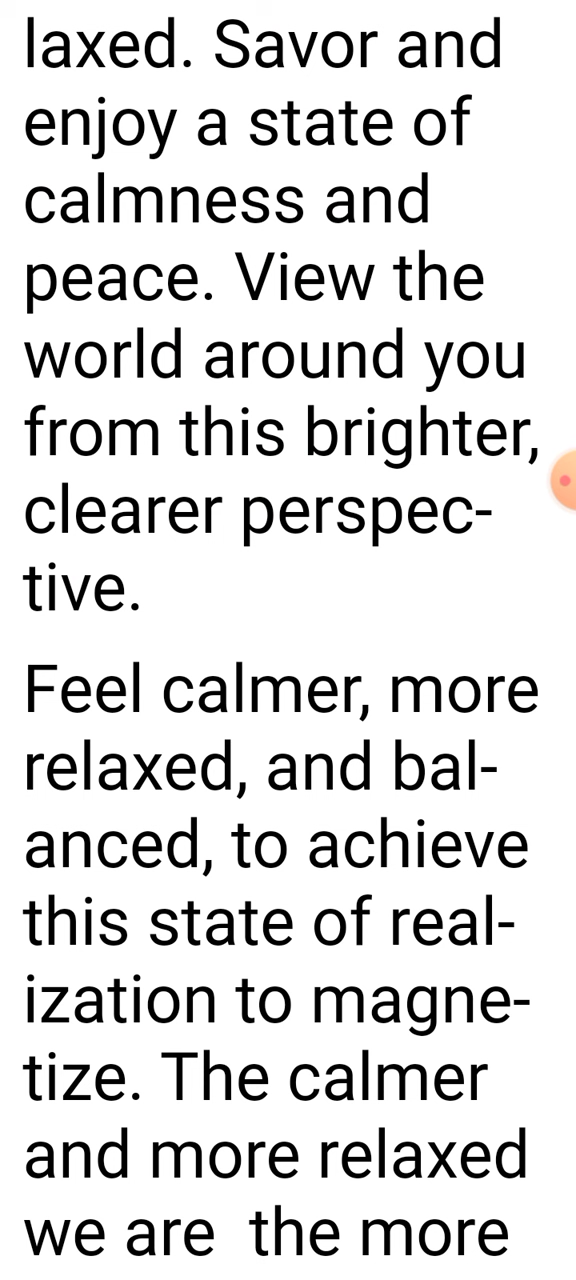 laxed. Savor and
enjoy a state of
calmness and
peace. View the
world around you
from this brighter,
clearer perspec-
tive.
Feel calmer, more
relaxed, and bal-
anced, to achieve
this state of real-
ization to magne-
tize. The calmer
and more relaxed
we are  the more